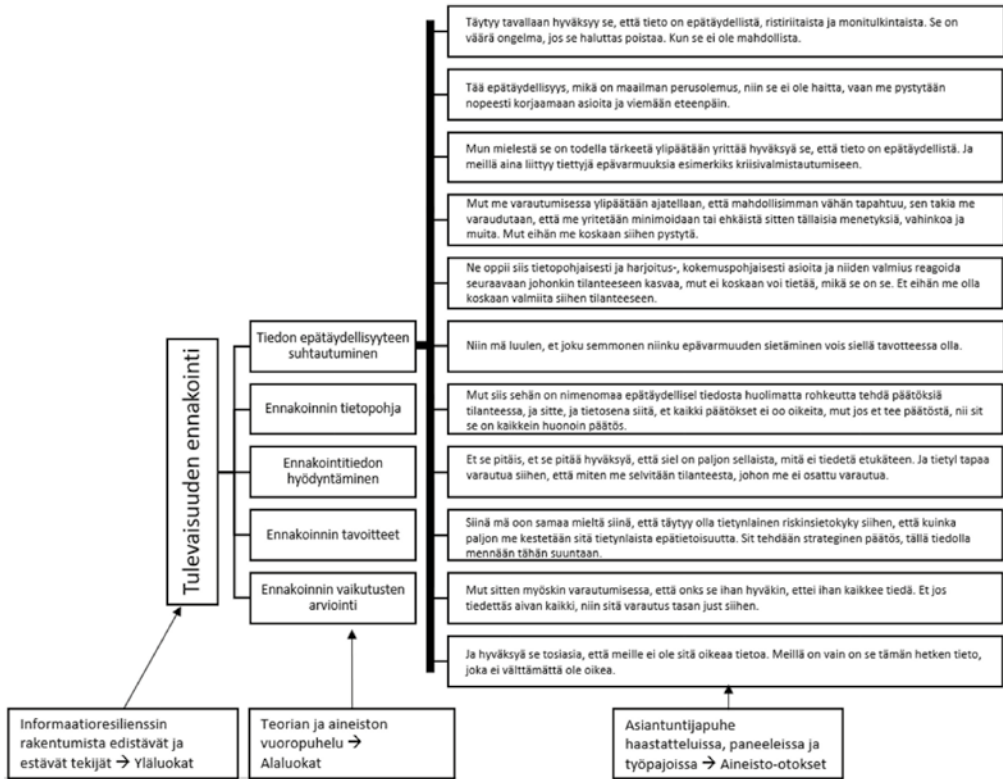 Tulevaisuuden ennakointi
Tiedon epätäydellisyyteen
suhtautuminen
Ennakoinnin tietopohja
Ennakointitiedon
hyödyntäminen
Ennakoinnin tavoitteet
Ennakoinnin vaikutusten
arviointi
Täytyy tavallaan hyväksyy se, että tieto on epätäydellistä, ristiriitaista ja monitulkintaista. Se on
väärä ongelma, jos se haluttas poistaa. Kun se ei ole mahdollista.
Tää epätäydellisyys, mikä on maailman perusolemus, niin se ei ole haitta, vaan me pystytään
nopeesti korjaamaan asioita ja viemään eteenpäin.
Mun mielestä se on todella tärkeetä ylipäätään yrittää hyväksyä se, että tieto on epätäydellistä. Ja
meillä aina liittyy tiettyjä epävarmuuksia esimerkiks kriisivalmistautumiseen.
Mut me varautumisessa ylipäätään ajatellaan, että mahdollisimman vähän tapahtuu, sen takia me
varaudutaan, että me yritetään minimoidaan tai ehkäistä sitten tällaisia menetyksiä, vahinkoa ja
muita. Mut eihän me koskaan siihen pystytä.
Ne oppii siis tietopohjaisesti ja harjoitus-, kokemuspohjaisesti asioita ja niiden valmius reagoida
seuraavaan johonkin tilanteeseen kasvaa, mut ei koskaan voi tietää, mikä se on se. Et eihän me olla
koskaan valmiita siihen tilanteeseen.
Niin mä luulen, et joku semmonen niinku epävarmuuden sietäminen vois siellä tavotteessa olla.
Mut siis sehän on nimenomaa epätäydellisel tiedosta huolimatta rohkeutta tehdä päätöksiä
tilanteessa, ja sitte, ja tietosena siitä, et kaikki päätökset ei oo oikeita, mut jos et tee päätöstä, nii sit
se on kaikkein huonoin päätös.
Et se pitäis, et se pitää hyväksyä, että siel on paljon sellaista, mitä ei tiedetä etukäteen. Ja tietyl tapaa
varautua siihen, että miten me selvitään tilanteesta, johon me ei osattu varautua.
Siinä mä oon samaa mieltä siinä, että täytyy olla tietynlainen riskinsietokyky siihen, että kuinka
paljon me kestetään sitä tietynlaista epätietoisuutta. Sit tehdään strateginen päätös, tällä tiedolla
mennään tähän suuntaan.
Mut sitten myöskin varautumisessa, että onks se ihan hyväkin, ettei ihan kaikkee tiedä. Et jos
tiedettäs aivan kaikki, niin sitä varautus tasan just siihen.
Ja hyväksyä se tosiasia, että meille ei ole sitä oikeaa tietoa. Meillä on vain on se tämän hetken tieto,
joka ei välttämättä ole oikea.
Informaatioresilienssin
rakentumista edistävät ja
estävät tekijät → Yläluokat
Teorian ja aineiston
vuoropuhelu →
Alaluokat
Asiantuntijapuhe
haastatteluissa, paneeleissa ja
työpajoissa → Aineisto-otokset